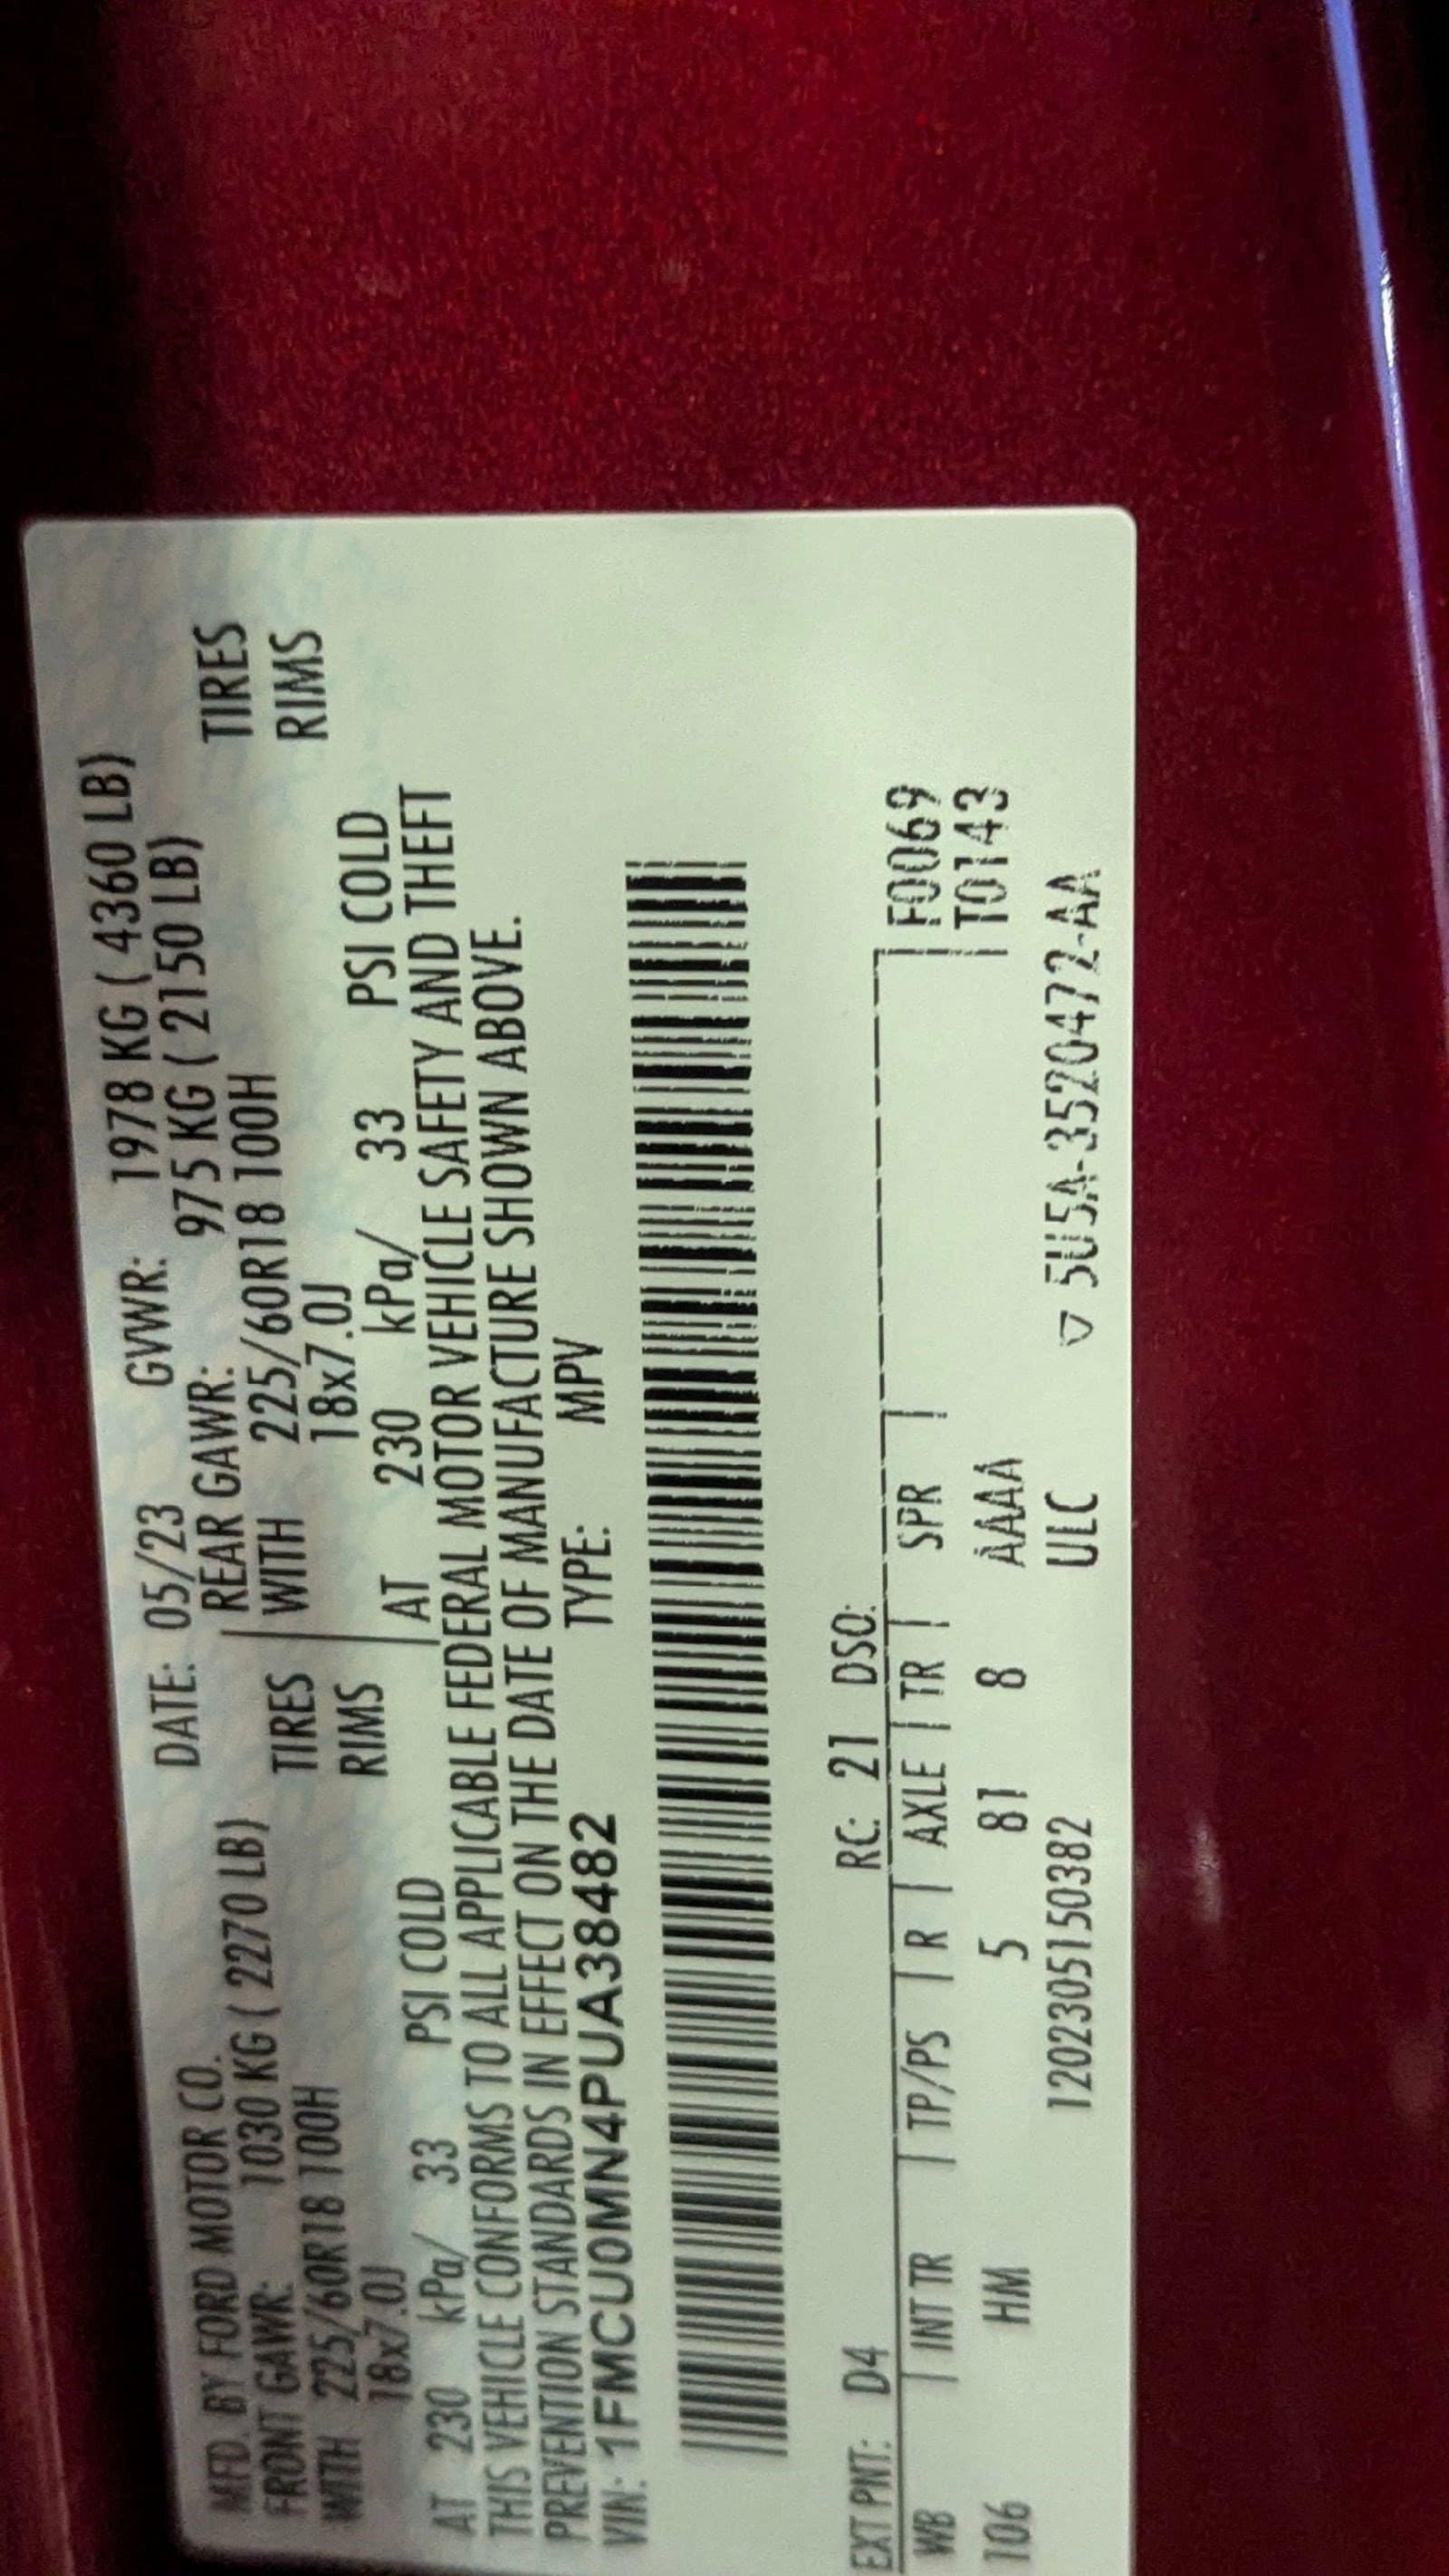 MFD. BY FORD MOTOR CO. DATE: 05/23 GVWR: 1978 KG ( 4360 LB)
FRONT GAWR: 1030 KG ( 2270 LB) REAR GAWR: 975 KG ( 2150 LB)
WITH 225/60R18 100H TIRES WITH 225/60R18 100H TIRES
18x7.0J RIMS 18x7.0J RIMS
AT 230 kPa/ 33 PSI COLD AT 230 kPa/ 33 PSI COLD
THIS VEHICLE CONFORMS TO ALL APPLICABLE FEDERAL MOTOR VEHICLE SAFETY AND THEFT
PREVENTION STANDARDS IN EFFECT ON THE DATE OF MANUFACTURE SHOWN ABOVE.
VIN: 1FMCU0MN4PUA38482 TYPE: MPV
EXT PNT: D4 RC: 21 DSO:
WB | INT TR | TP/PS | R | AXLE | TR | SPR | | F0069
106 HM 5 81 8 AAAA | T0143
1202305150382 ULC ▽ 5U5A-3520472-AA